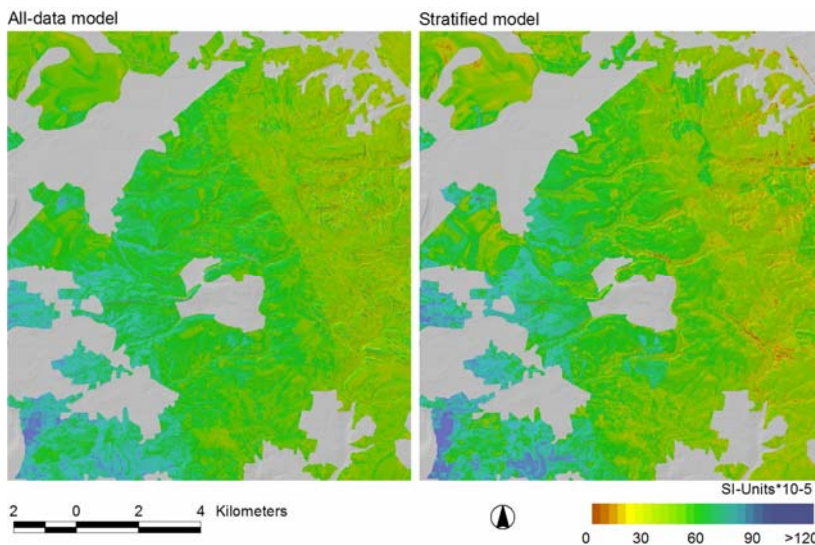 All-data model
Stratified model
SI-Units*10-5
2 0 2 4 Kilometers
0 30 60 90 >120